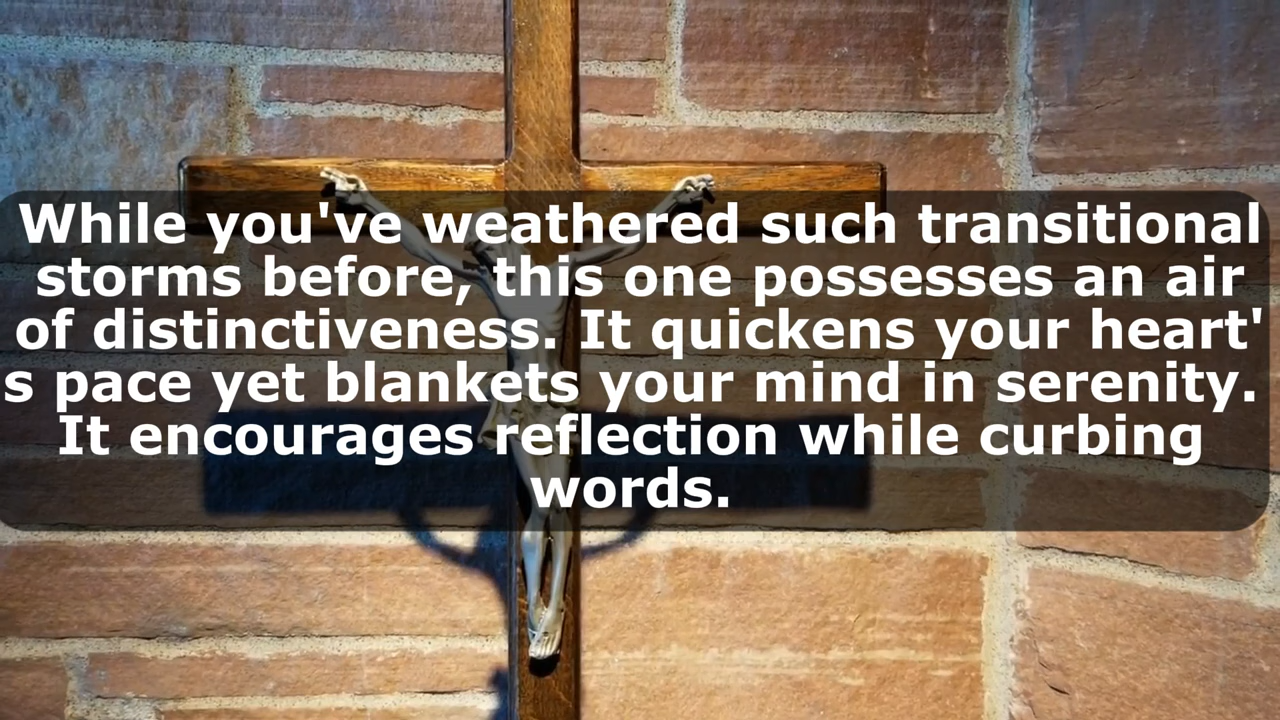 While you've weathered such transitional
storms before, this one possesses an air
of distinctiveness. It quickens your heart'
s pace yet blankets your mind in serenity.
It encourages reflection while curbing
words.